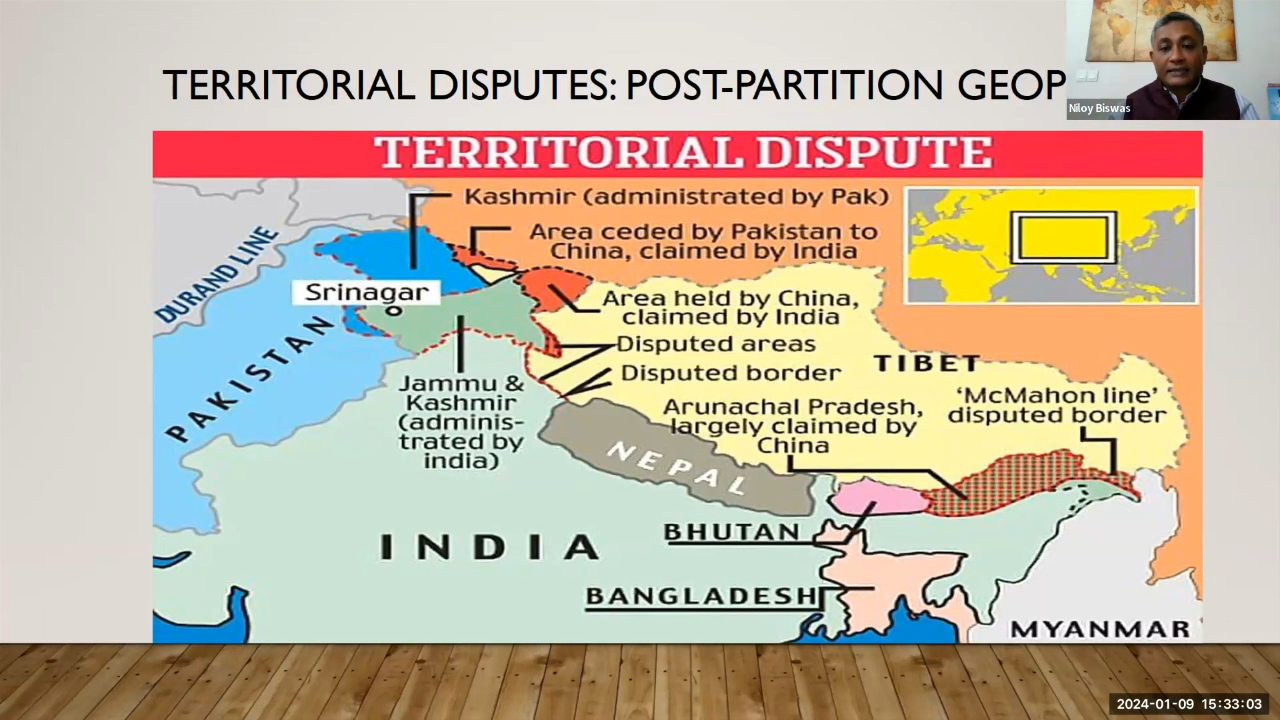 TERRITORIAL DISPUTES: POST-PARTITION GEOP
Niloy Biswas
TERRITORIAL DISPUTE
Kashmir (administrated by Pak)
Area ceded by Pakistan to
China, claimed by India
DURAND LINE
Srinagar
Area held by China,
claimed by India
PAKISTAN
Disputed areas
Disputed border
TIBET
Jammu &
Kashmir
(adminis-
trated by
india)
Arunachal Pradesh,
largely claimed by
China
'McMahon line'
disputed border
NEPAL
INDIA
BHUTAN
BANGLADESH
MYANMAR
2024-01-09 15:33:03